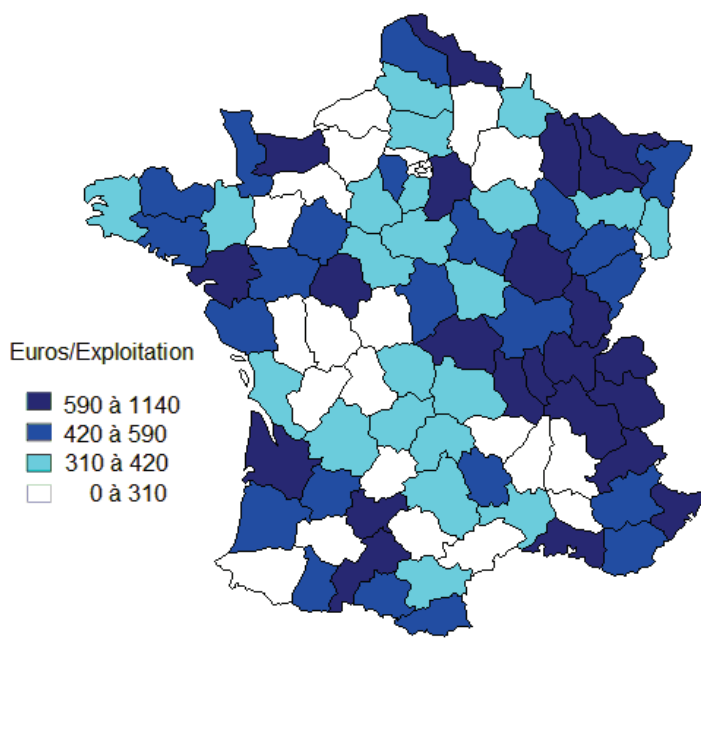 Euros/Exploitation
590 à 1140
420 à 590
310 à 420
0 à 310